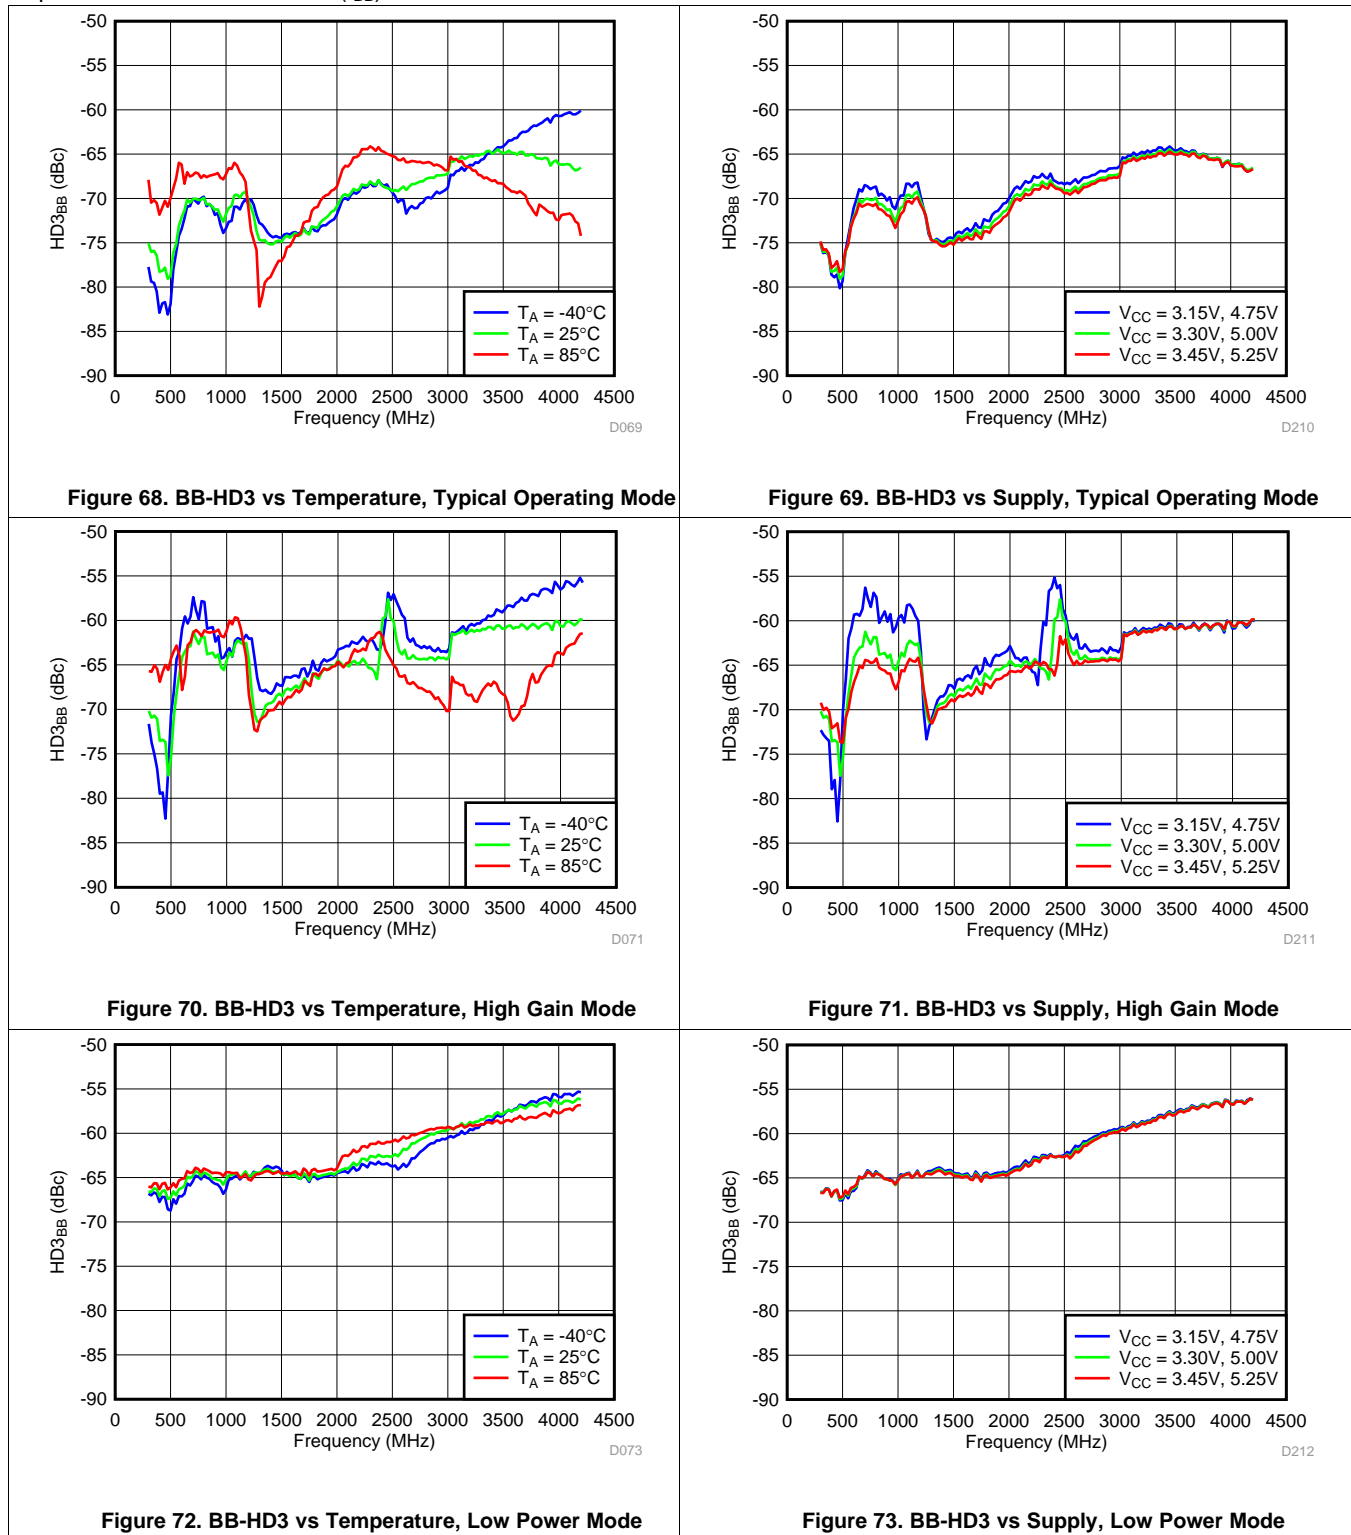 -50
-55
-60
-65
-70
-75
-80
-85
-90
HD3BB (dBc)
TA = -40°C
TA = 25°C
TA = 85°C
0 500 1000 1500 2000 2500 3000 3500 4000 4500
Frequency (MHz)
D069
Figure 68. BB-HD3 vs Temperature, Typical Operating Mode
-50
-55
-60
-65
-70
-75
-80
-85
-90
HD3BB (dBc)
VCC = 3.15V, 4.75V
VCC = 3.30V, 5.00V
VCC = 3.45V, 5.25V
0 500 1000 1500 2000 2500 3000 3500 4000 4500
Frequency (MHz)
D210
Figure 69. BB-HD3 vs Supply, Typical Operating Mode
-50
-55
-60
-65
-70
-75
-80
-85
-90
HD3BB (dBc)
TA = -40°C
TA = 25°C
TA = 85°C
0 500 1000 1500 2000 2500 3000 3500 4000 4500
Frequency (MHz)
D071
Figure 70. BB-HD3 vs Temperature, High Gain Mode
-50
-55
-60
-65
-70
-75
-80
-85
-90
HD3BB (dBc)
VCC = 3.15V, 4.75V
VCC = 3.30V, 5.00V
VCC = 3.45V, 5.25V
0 500 1000 1500 2000 2500 3000 3500 4000 4500
Frequency (MHz)
D211
Figure 71. BB-HD3 vs Supply, High Gain Mode
-50
-55
-60
-65
-70
-75
-80
-85
-90
HD3BB (dBc)
TA = -40°C
TA = 25°C
TA = 85°C
0 500 1000 1500 2000 2500 3000 3500 4000 4500
Frequency (MHz)
D073
Figure 72. BB-HD3 vs Temperature, Low Power Mode
-50
-55
-60
-65
-70
-75
-80
-85
-90
HD3BB (dBc)
VCC = 3.15V, 4.75V
VCC = 3.30V, 5.00V
VCC = 3.45V, 5.25V
0 500 1000 1500 2000 2500 3000 3500 4000 4500
Frequency (MHz)
D212
Figure 73. BB-HD3 vs Supply, Low Power Mode